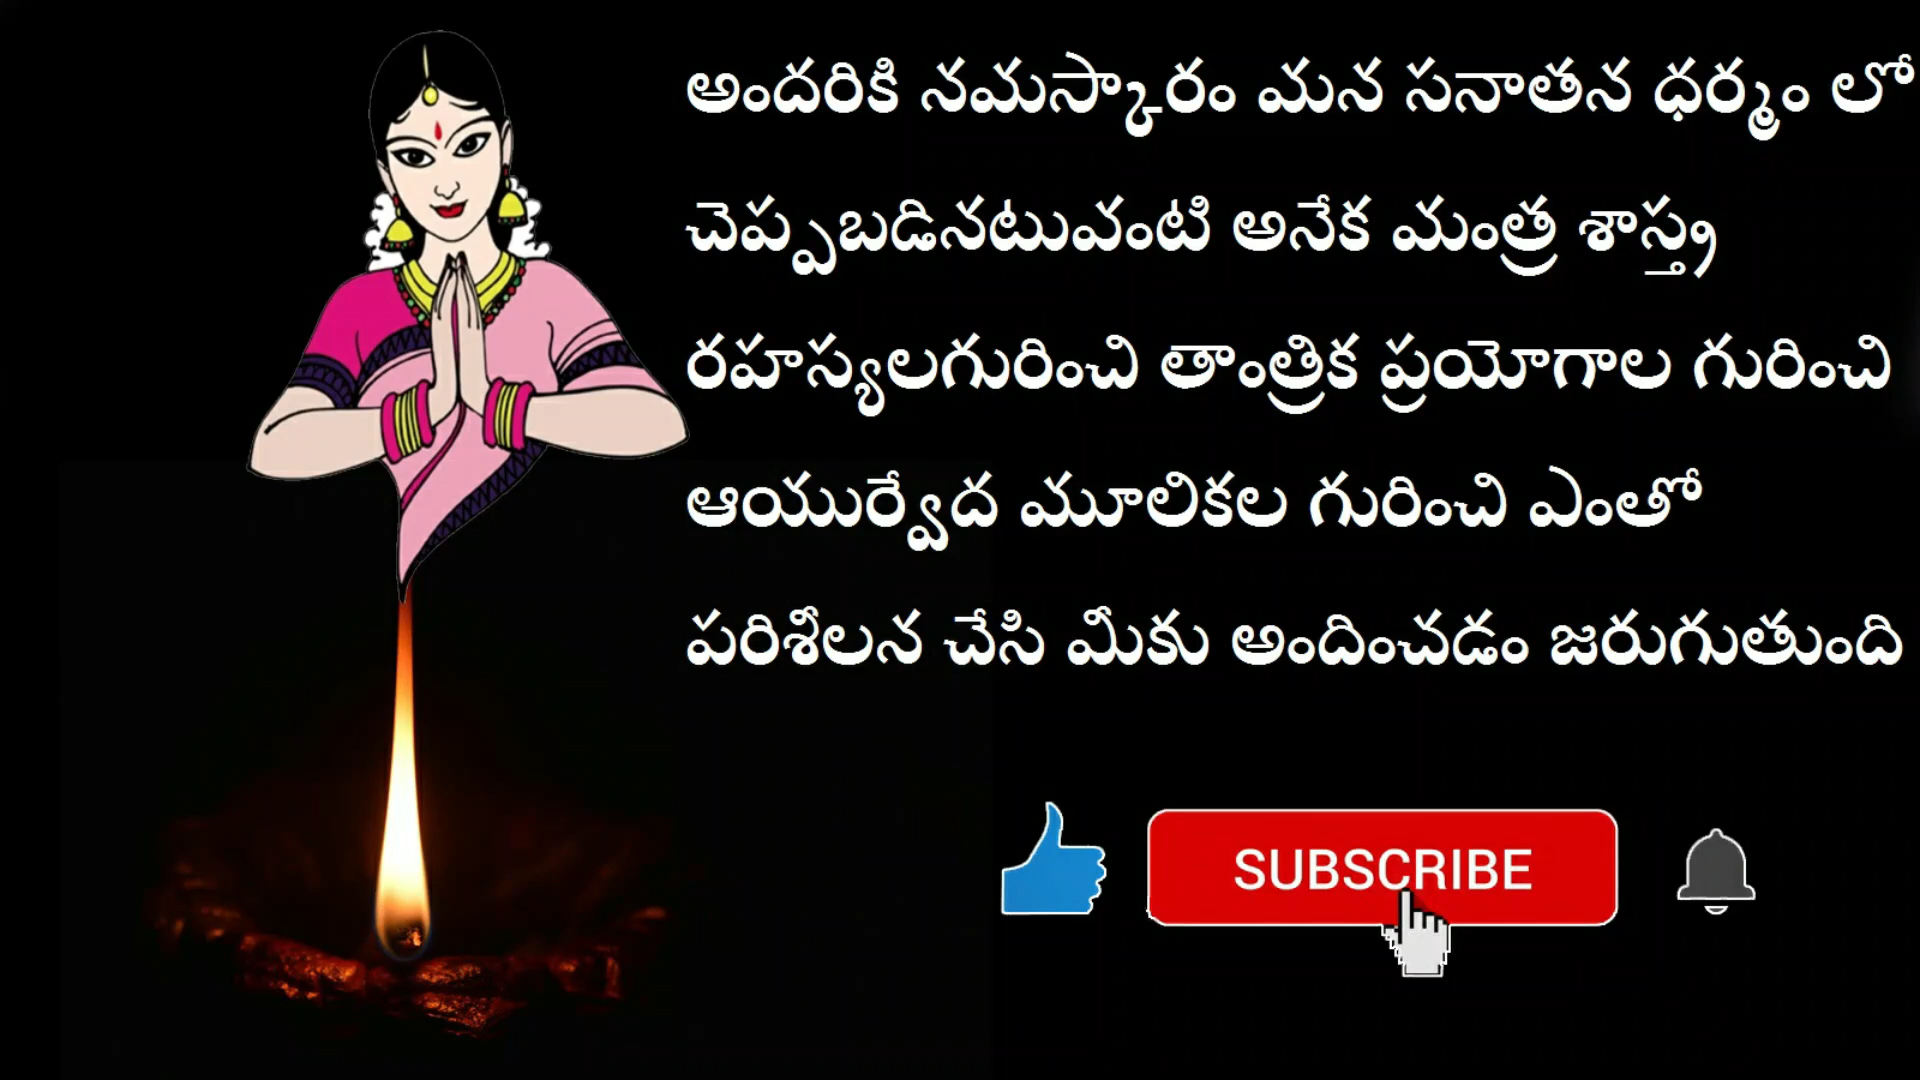 అందరికి నమస్కారం మన సనాతన ధర్మం లో
చెప్పబడినటువంటి అనేక మంత్ర శాస్త్ర
రహస్యలగురించి తాంత్రిక ప్రయోగాల గురించి
ఆయుర్వేద మూలికల గురించి ఎంతో
పరిశీలన చేసి మీకు అందించడం జరుగుతుంది
SUBSCRIBE